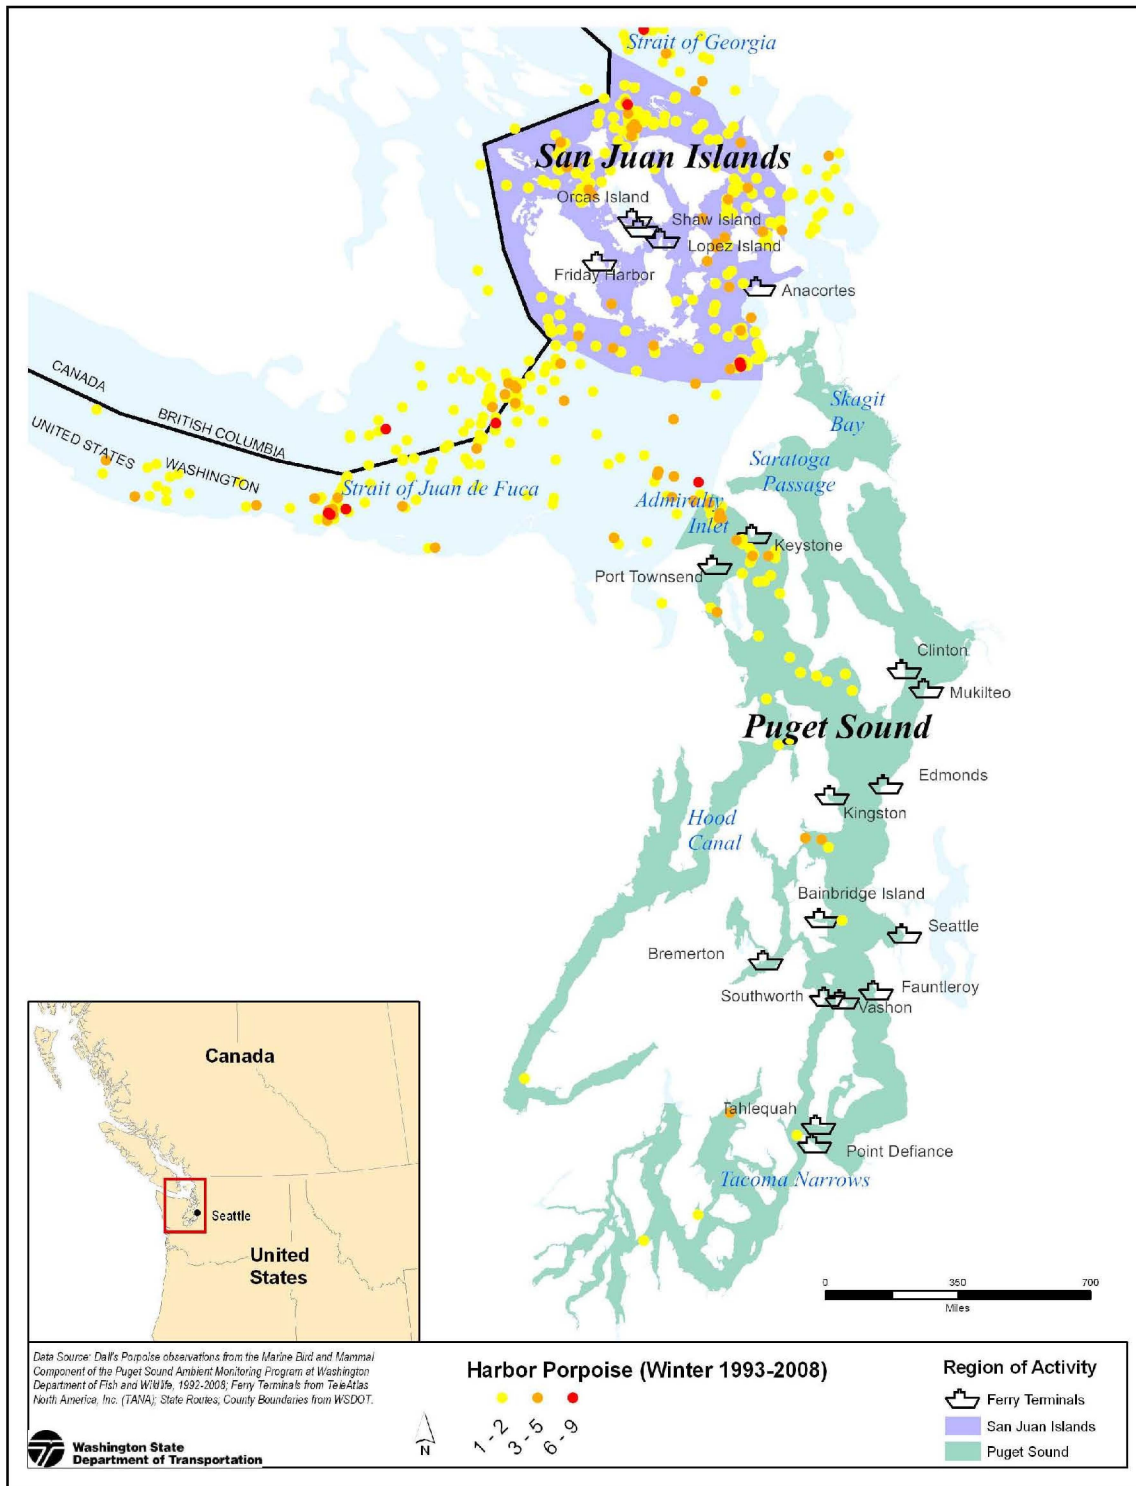 Strait of Georgia
San Juan Islands
Orcas Island
Shaw Island
Lopez Island
Friday Harbor
Anacortes
CANADA
BRITISH COLUMBIA
UNITED STATES
WASHINGTON
Strait of Juan de Fuca
Skagit
Bay
Saratoga
Passage
Admiralty
Inlet
Keystone
Port Townsend
Clinton
Mukilteo
Puget Sound
Edmonds
Kingston
Hood
Canal
Bainbridge Island
Seattle
Bremerton
Fauntleroy
Southworth
Vashon
Tahlequah
Point Defiance
Tacoma Narrows
Canada
Seattle
United
States
0 350 700
Miles
Data Source: Dall's Porpoise observations from the Marine Bird and Mammal
Component of the Puget Sound Ambient Monitoring Program at Washington
Department of Fish and Wildlife, 1992-2008; Ferry Terminals from TeleAtlas
North America, Inc. (TANA); State Routes; County Boundaries from WSDOT.
Washington State
Department of Transportation
N
Harbor Porpoise (Winter 1993-2008)
1 - 2
3 - 5
6 - 9
Region of Activity
Ferry Terminals
San Juan Islands
Puget Sound